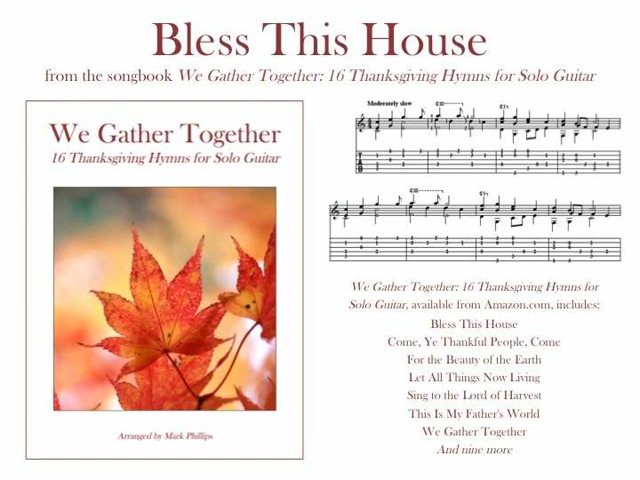 Bless This House
from the songbook We Gather Together: 16 Thanksgiving Hymns for Solo Guitar
We Gather Together
16 Thanksgiving Hymns for Solo Guitar
Arranged by Mark Phillips
Moderately slow
We Gather Together: 16 Thanksgiving Hymns for
Solo Guitar, available from Amazon.com, includes:
Bless This House
Come, Ye Thankful People, Come
For the Beauty of the Earth
Let All Things Now Living
Sing to the Lord of Harvest
This Is My Father's World
We Gather Together
And nine more